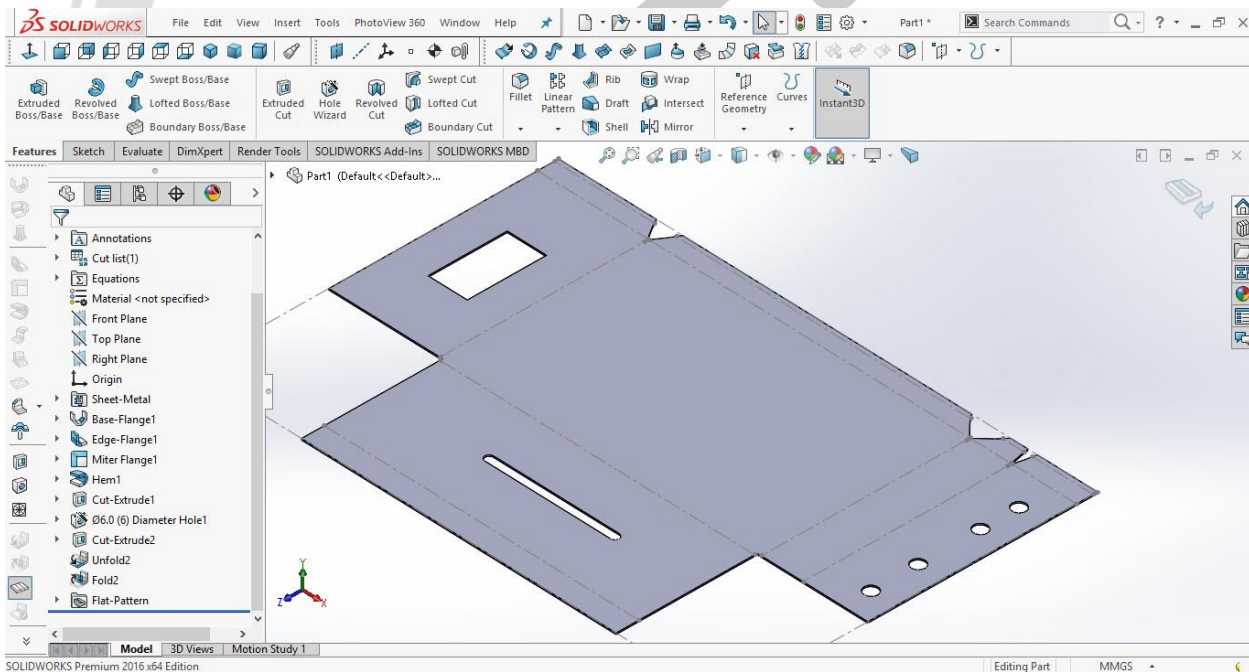 SOLIDWORKS File Edit View Insert Tools PhotoView 360 Window Help Part1 * Search Commands ?
Extruded Boss/Base
Revolved Boss/Base
Swept Boss/Base
Lofted Boss/Base
Boundary Boss/Base
Extruded Cut
Hole Wizard
Revolved Cut
Swept Cut
Lofted Cut
Boundary Cut
Fillet
Linear Pattern
Rib
Draft
Shell
Wrap
Intersect
Mirror
Reference Geometry
Curves
Instant3D
Features Sketch Evaluate DimXpert Render Tools SOLIDWORKS Add-Ins SOLIDWORKS MBD
Part1 (Default<<Default>...
Annotations
Cut list(1)
Equations
Material <not specified>
Front Plane
Top Plane
Right Plane
Origin
Sheet-Metal
Base-Flange1
Edge-Flange1
Miter Flange1
Hem1
Cut-Extrude1
Ø6.0 (6) Diameter Hole1
Cut-Extrude2
Unfold2
Fold2
Flat-Pattern
Y
Z
X
Model 3D Views Motion Study 1
SOLIDWORKS Premium 2016 x64 Edition Editing Part MMGS